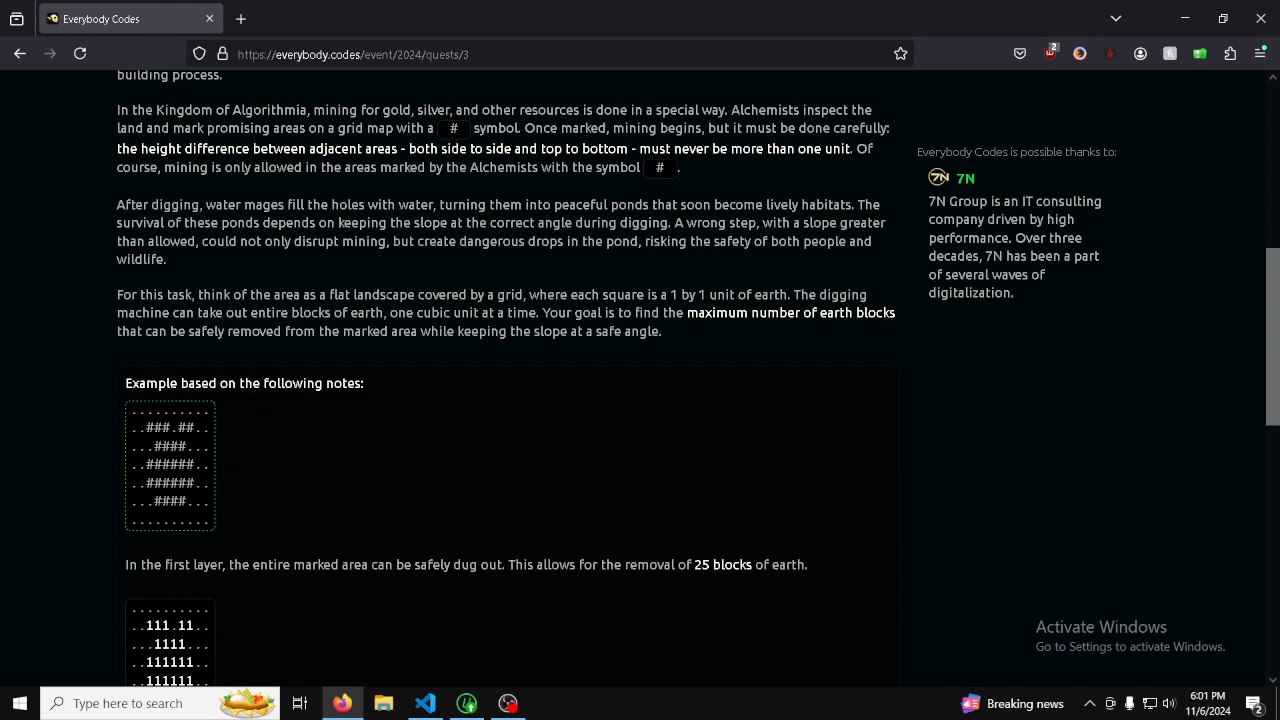 Everybody Codes
https://everybody.codes/event/2024/quests/3
2
building process.
In the Kingdom of Algorithmia, mining for gold, silver, and other resources is done in a special way. Alchemists inspect the
land and mark promising areas on a grid map with a # symbol. Once marked, mining begins, but it must be done carefully:
the height difference between adjacent areas - both side to side and top to bottom - must never be more than one unit. Of
course, mining is only allowed in the areas marked by the Alchemists with the symbol #.
After digging, water mages fill the holes with water, turning them into peaceful ponds that soon become lively habitats. The
survival of these ponds depends on keeping the slope at the correct angle during digging. A wrong step, with a slope greater
than allowed, could not only disrupt mining, but create dangerous drops in the pond, risking the safety of both people and
wildlife.
For this task, think of the area as a flat landscape covered by a grid, where each square is a 1 by 1 unit of earth. The digging
machine can take out entire blocks of earth, one cubic unit at a time. Your goal is to find the maximum number of earth blocks
that can be safely removed from the marked area while keeping the slope at a safe angle.
Example based on the following notes:
..........
..###.##..
...####...
..######..
..######..
...####...
..........
In the first layer, the entire marked area can be safely dug out. This allows for the removal of 25 blocks of earth.
..........
..111.11..
...1111...
..111111..
..111111..
Everybody Codes is possible thanks to:
7N 7N
7N Group is an IT consulting
company driven by high
performance. Over three
decades, 7N has been a part
of several waves of
digitalization.
Activate Windows
Go to Settings to activate Windows.
Type here to search
Breaking news
6:01 PM
11/6/2024
2